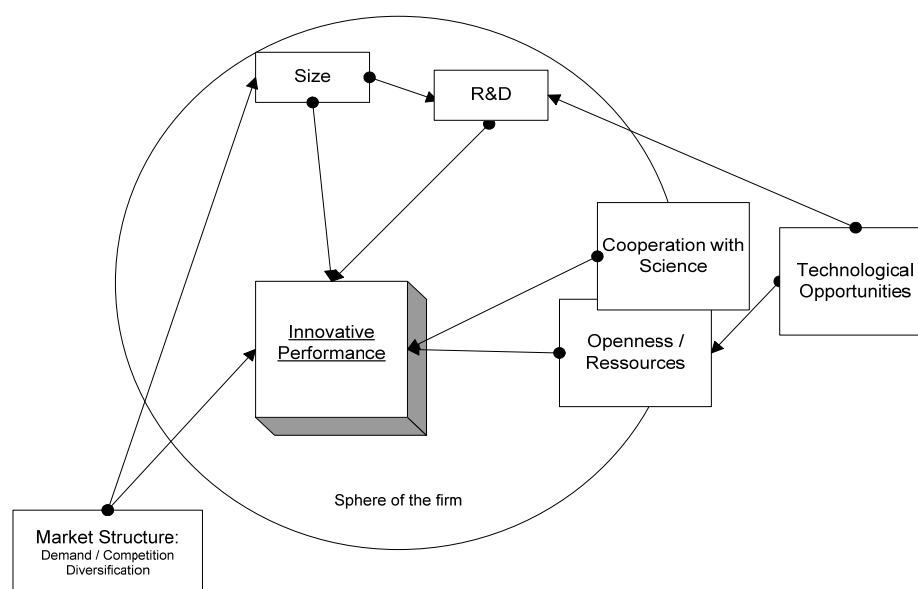 Size
R&D
Cooperation with
Science
Technological
Opportunities
Innovative
Performance
Openness /
Ressources
Sphere of the firm
Market Structure:
Demand / Competition
Diversification